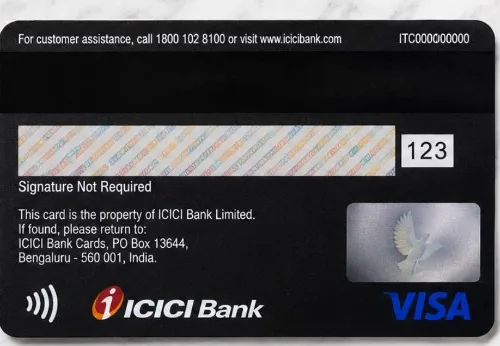 For customer assistance, call 1800 102 8100 or visit www.icicibank.com ITC000000000
123
Signature Not Required
This card is the property of ICICI Bank Limited.
If found, please return to:
ICICI Bank Cards, PO Box 13644,
Bengaluru - 560 001, India.
i ICICI Bank
VISA